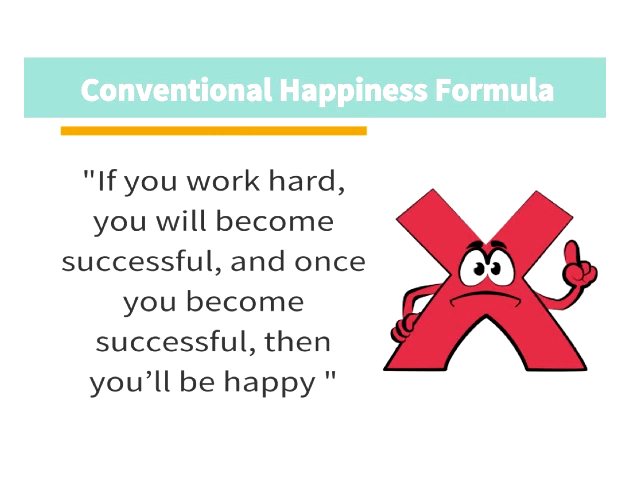 Conventional Happiness Formula
"If you work hard,
you will become
successful, and once
you become
successful, then
you’ll be happy "